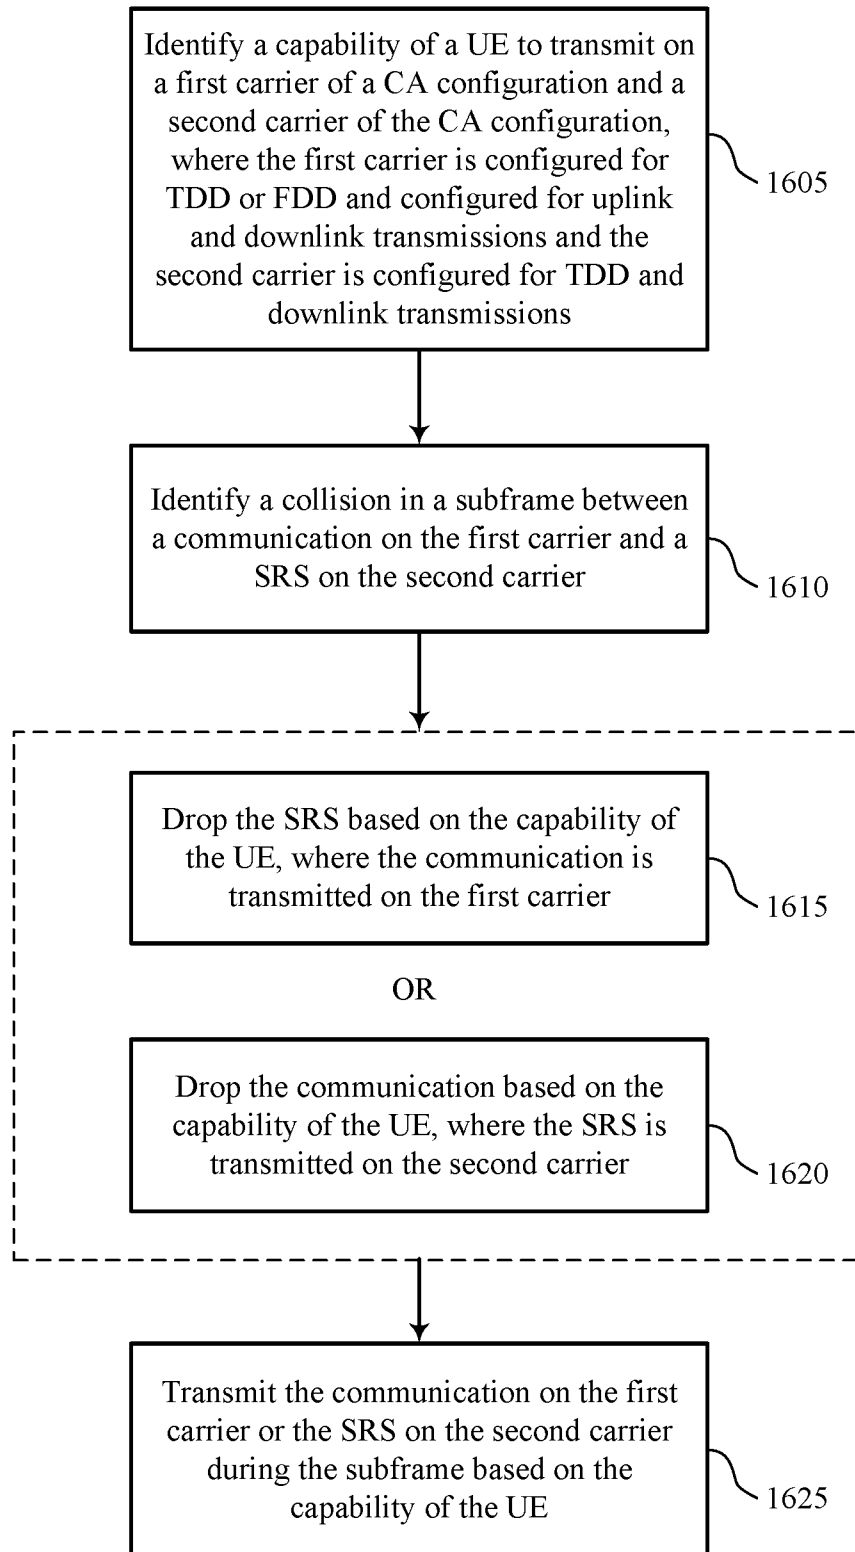 Identify a capability of a UE to transmit on
a first carrier of a CA configuration and a
second carrier of the CA configuration,
where the first carrier is configured for
TDD or FDD and configured for uplink
and downlink transmissions and the
second carrier is configured for TDD and
downlink transmissions
1605
Identify a collision in a subframe between
a communication on the first carrier and a
SRS on the second carrier
1610
Drop the SRS based on the capability of
the UE, where the communication is
transmitted on the first carrier
1615
OR
Drop the communication based on the
capability of the UE, where the SRS is
transmitted on the second carrier
1620
Transmit the communication on the first
carrier or the SRS on the second carrier
during the subframe based on the
capability of the UE
1625